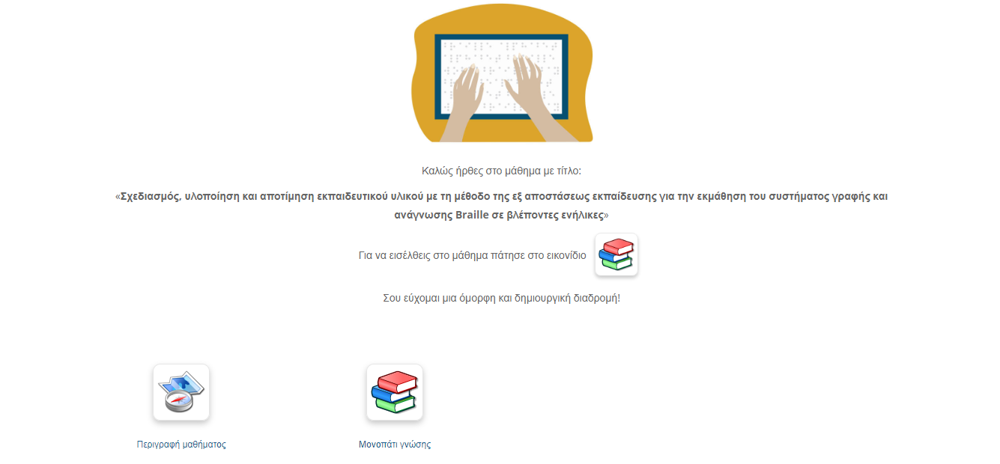 Καλώς ήρθες στο μάθημα με τίτλο:
«Σχεδιασμός, υλοποίηση και αποτίμηση εκπαιδευτικού υλικού με τη μέθοδο της εξ αποστάσεως εκπαίδευσης για την εκμάθηση του συστήματος γραφής και
ανάγνωσης Braille σε βλέποντες ενήλικες»
Για να εισέλθεις στο μάθημα πάτησε στο εικονίδιο
Σου εύχομαι μια όμορφη και δημιουργική διαδρομή!
Περιγραφή μαθήματος
Μονοπάτι γνώσης